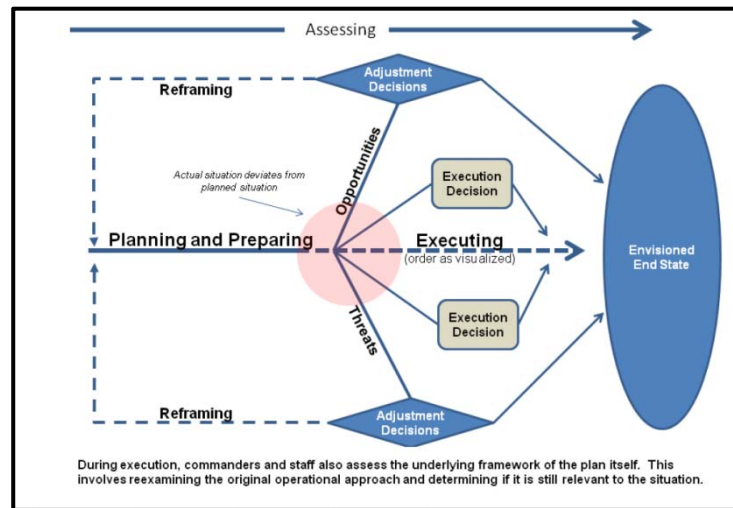 Assessing
Adjustment
Decisions
Reframing
Opportunities
Actual situation deviates from
planned situation
Execution
Decision
Planning and Preparing
Executing
(order as visualized)
Envisioned
End State
Execution
Decision
Threats
Reframing
Adjustment
Decisions
During execution, commanders and staff also assess the underlying framework of the plan itself.  This
involves reexamining the original operational approach and determining if it is still relevant to the situation.